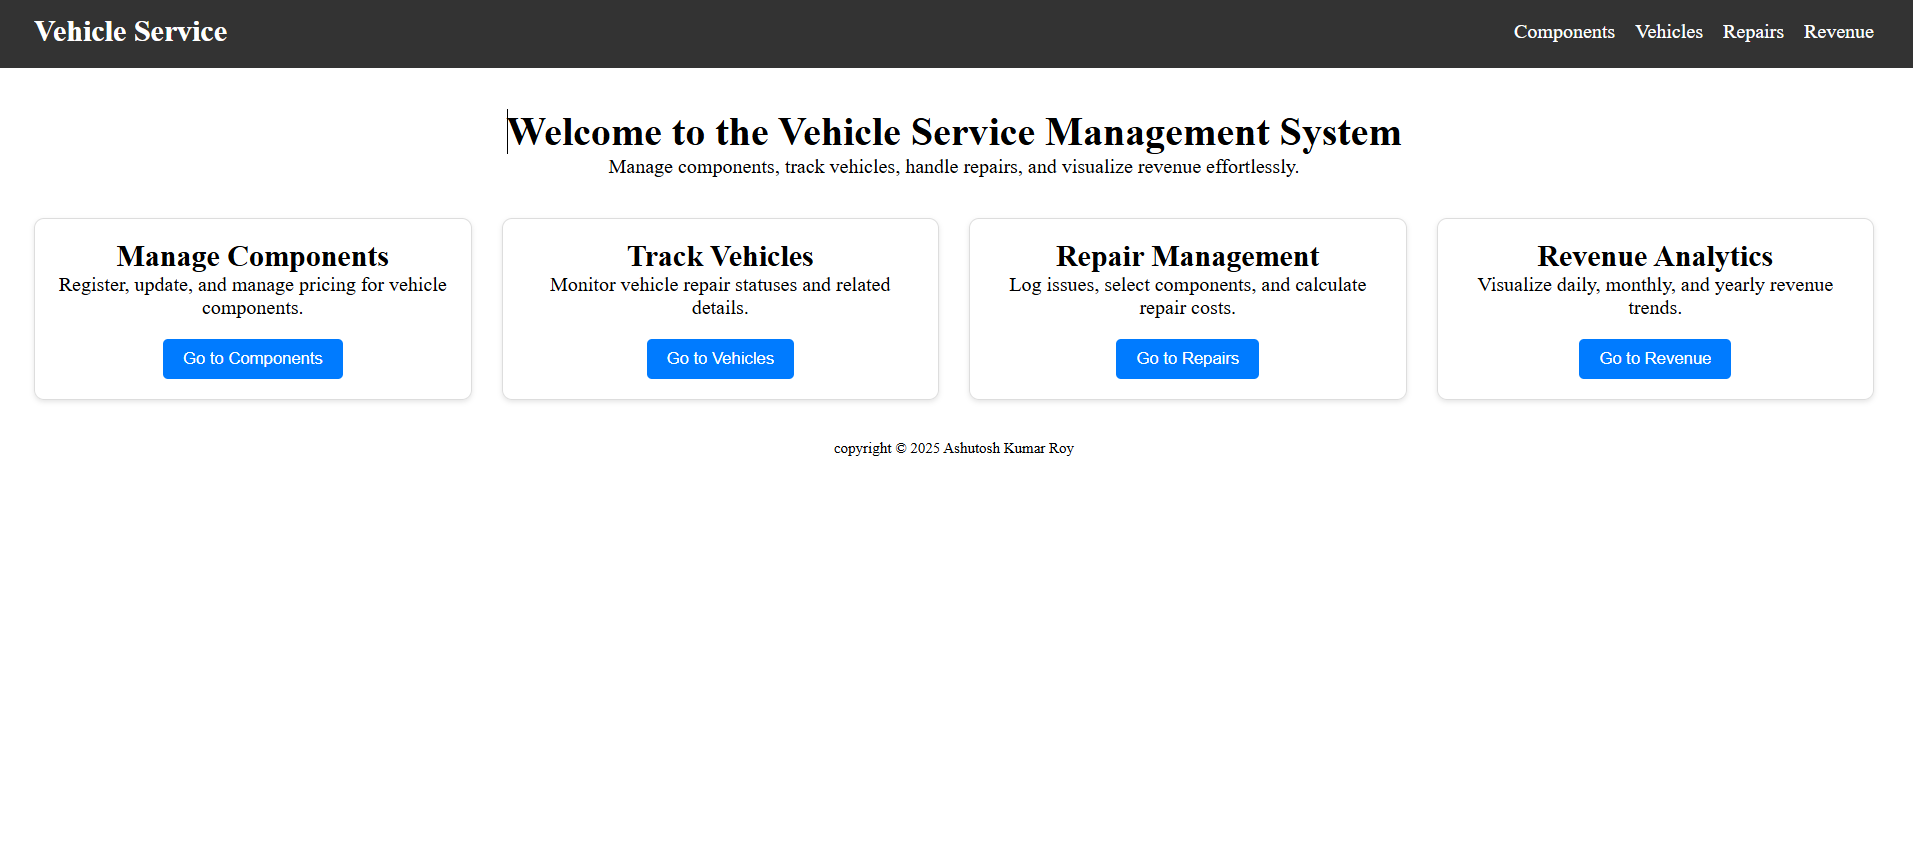 Vehicle Service
Components Vehicles Repairs Revenue
Welcome to the Vehicle Service Management System
Manage components, track vehicles, handle repairs, and visualize revenue effortlessly.
Manage Components
Register, update, and manage pricing for vehicle
components.
Go to Components
Track Vehicles
Monitor vehicle repair statuses and related
details.
Go to Vehicles
Repair Management
Log issues, select components, and calculate
repair costs.
Go to Repairs
Revenue Analytics
Visualize daily, monthly, and yearly revenue
trends.
Go to Revenue
copyright © 2025 Ashutosh Kumar Roy